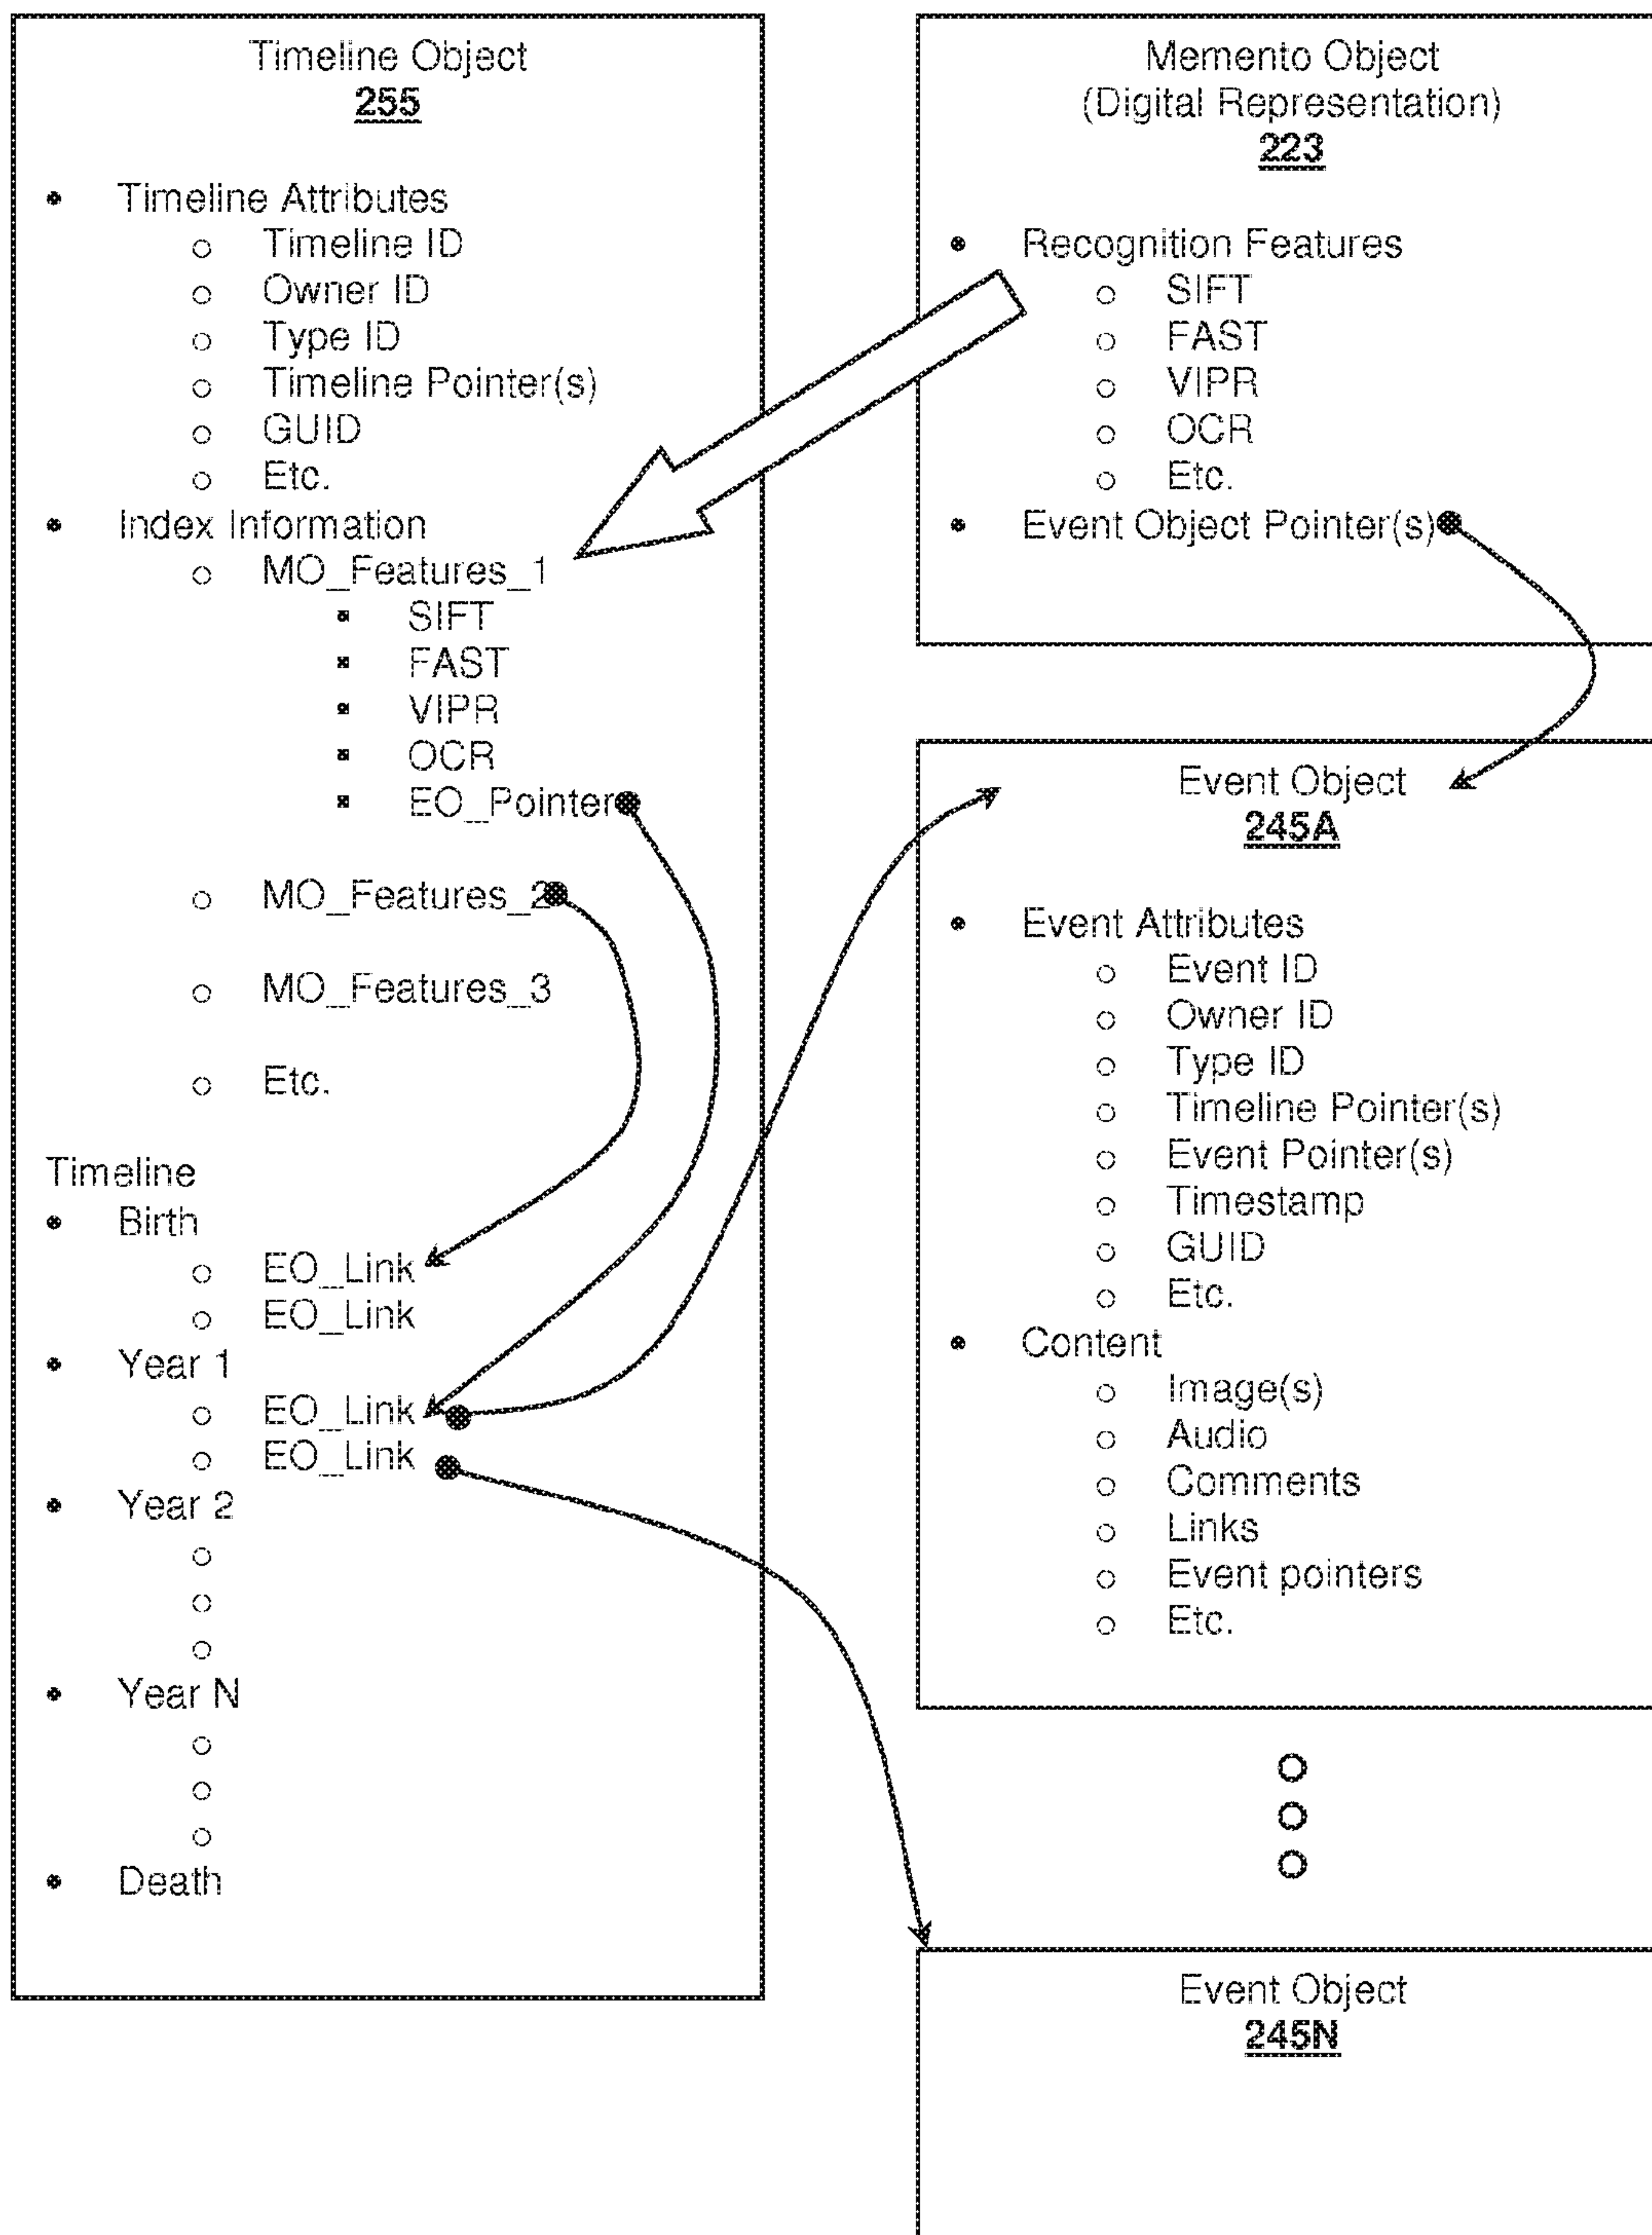 Timeline Object
255
Timeline Attributes
Timeline ID
Owner ID
Type ID
Timeline Pointer(s)
GUID
Etc.
Index Information
MO_Features_1
SIFT
FAST
VIPR
OCR
EO_Pointer
MO_Features_2
MO_Features_3
Etc.
Timeline
Birth
EO_Link
EO_Link
Year 1
EO_Link
EO_Link
Year 2
Year N
Death
Memento Object
(Digital Representation)
223
Recognition Features
SIFT
FAST
VIPR
OCR
Etc.
Event Object Pointer(s)
Event Object
245A
Event Attributes
Event ID
Owner ID
Type ID
Timeline Pointer(s)
Event Pointer(s)
Timestamp
GUID
Etc.
Content
Image(s)
Audio
Comments
Links
Event pointers
Etc.
Event Object
245N